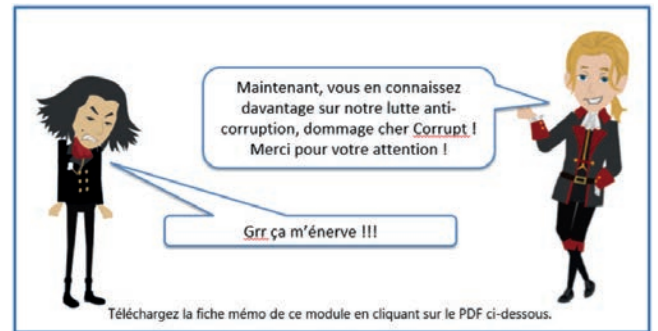 Maintenant, vous en connaissez
davantage sur notre lutte anti-
corruption, dommage cher Corrupt !
Merci pour votre attention !
Grr ça m’énerve !!!
Téléchargez la fiche mémo de ce module en cliquant sur le PDF ci-dessous.